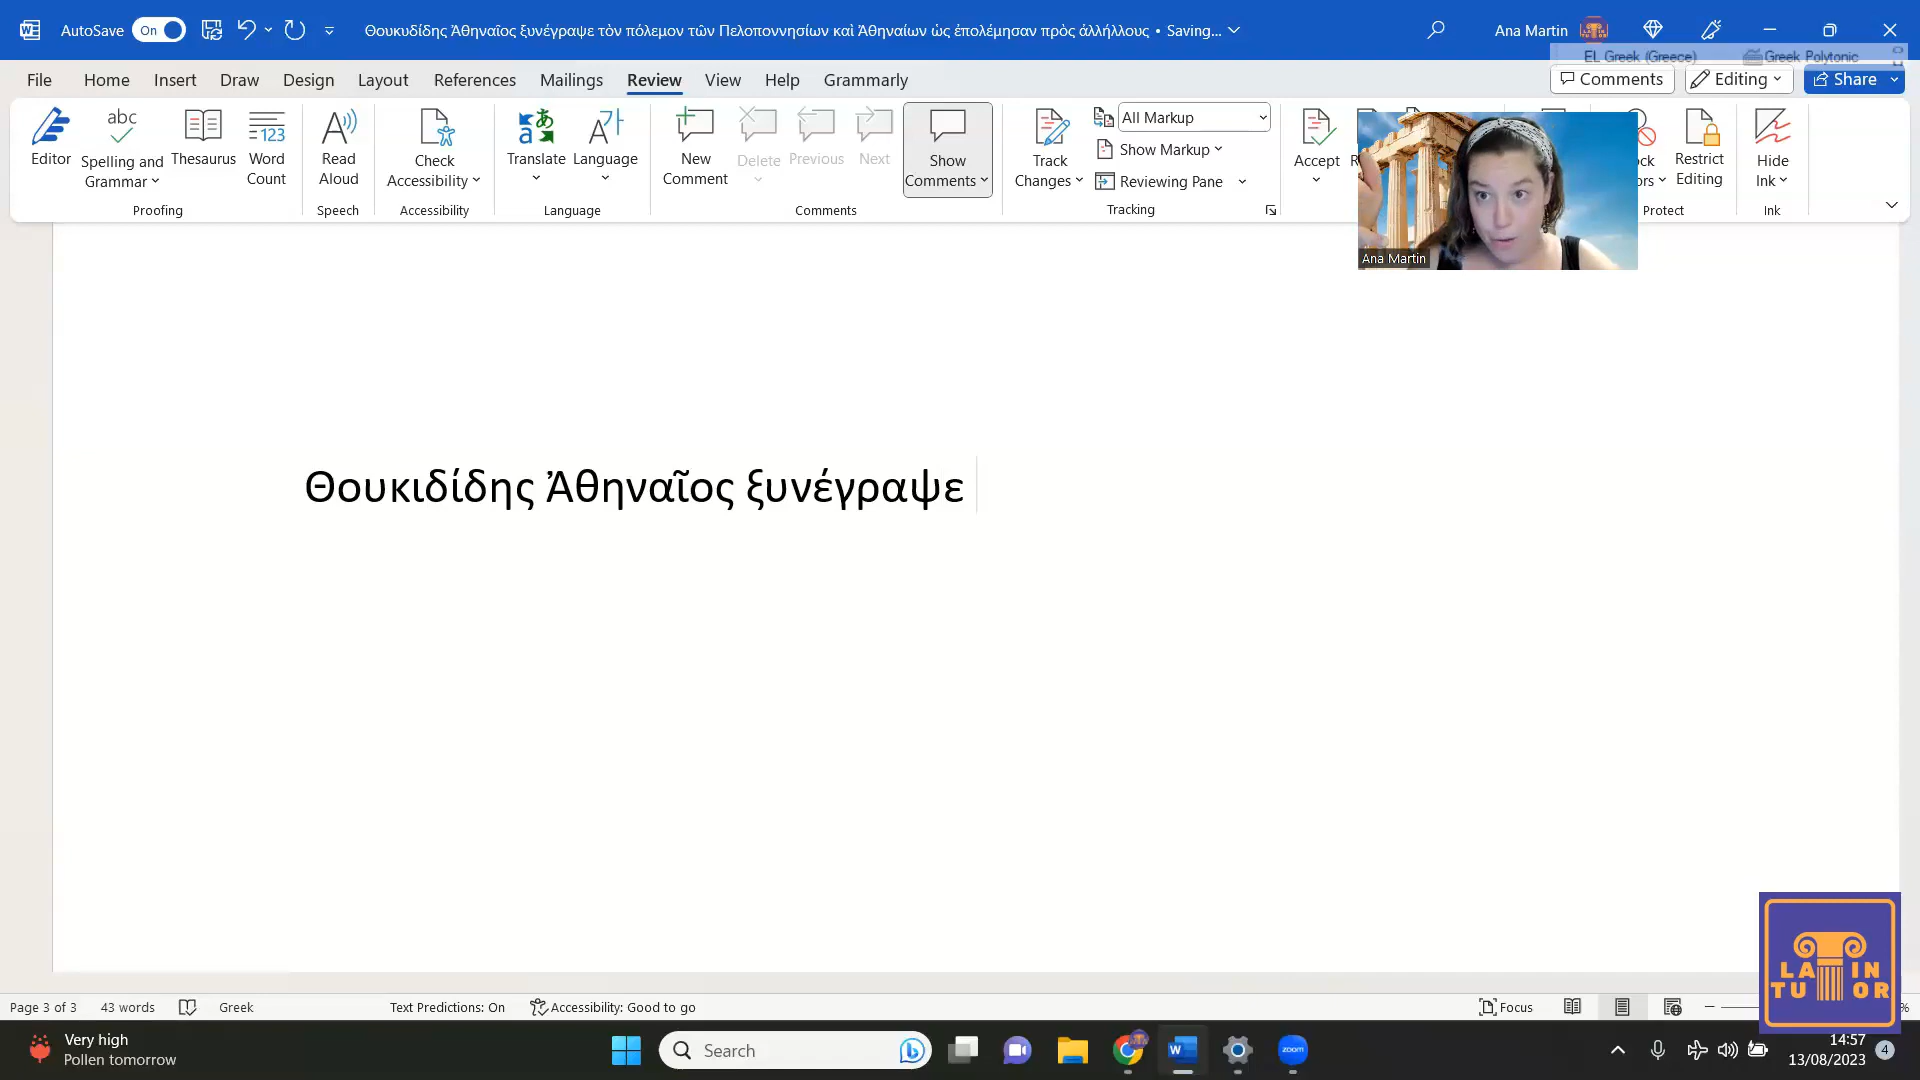 AutoSave On Θουκυδίδης Ἀθηναῖος ξυνέγραψε τὸν πόλεμον τῶν Πελοποννησίων καὶ Ἀθηναίων ὡς ἐπολέμησαν πρὸς ἀλλήλους • Saving... Ana Martin
EL Greek (Greece) Greek Polytonic
File Home Insert Draw Design Layout References Mailings Review View Help Grammarly Comments Editing Share
Editor
Spelling and Grammar
Thesaurus
Word Count
Proofing
Read Aloud
Speech
Check Accessibility
Accessibility
Translate
Language
Language
New Comment
Delete
Previous
Next
Show Comments
Comments
Track Changes
All Markup
Show Markup
Reviewing Pane
Tracking
Accept
Restrict Editing
Protect
Hide Ink
Ink
Ana Martin
Θουκιδίδης Ἀθηναῖος ξυνέγραψε
LATIN
TUTOR
Page 3 of 3 43 words Greek Text Predictions: On Accessibility: Good to go Focus %
Very high
Pollen tomorrow
Search
zoom
14:57
13/08/2023 4